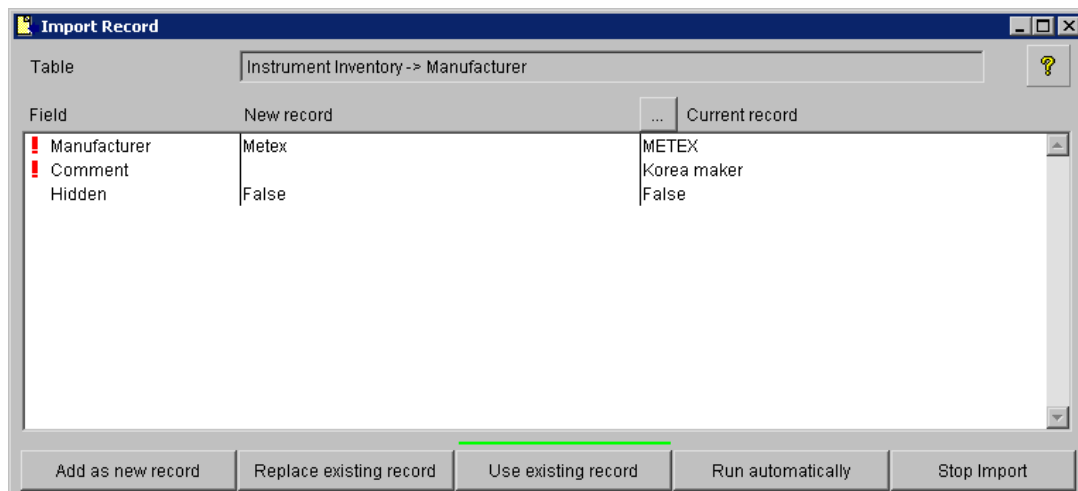 Import Record
Table Instrument Inventory -> Manufacturer ?
Field New record ... Current record
! Manufacturer Metex METEX
! Comment Korea maker
Hidden False False
Add as new record Replace existing record Use existing record Run automatically Stop Import